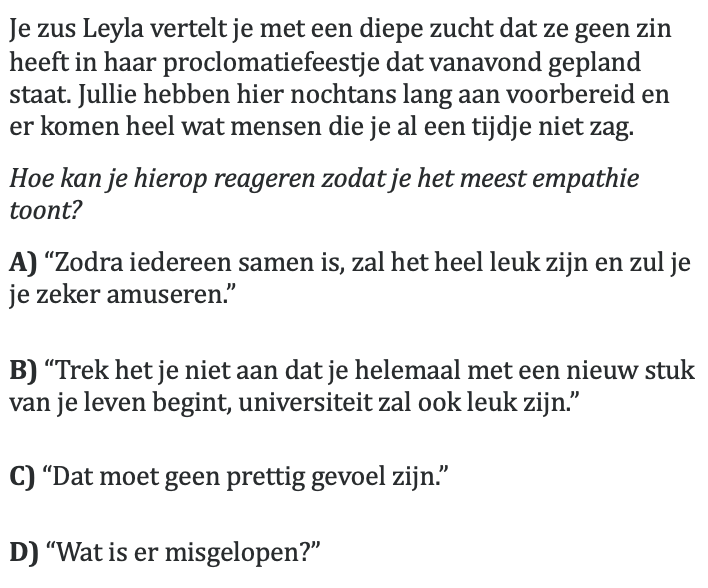 Je zus Leyla vertelt je met een diepe zucht dat ze geen zin
heeft in haar proclomatiefeestje dat vanavond gepland
staat. Jullie hebben hier nochtans lang aan voorbereid en
er komen heel wat mensen die je al een tijdje niet zag.
Hoe kan je hierop reageren zodat je het meest empathie
toont?
A) “Zodra iedereen samen is, zal het heel leuk zijn en zul je
je zeker amuseren.”
B) “Trek het je niet aan dat je helemaal met een nieuw stuk
van je leven begint, universiteit zal ook leuk zijn.”
C) “Dat moet geen prettig gevoel zijn.”
D) “Wat is er misgelopen?”